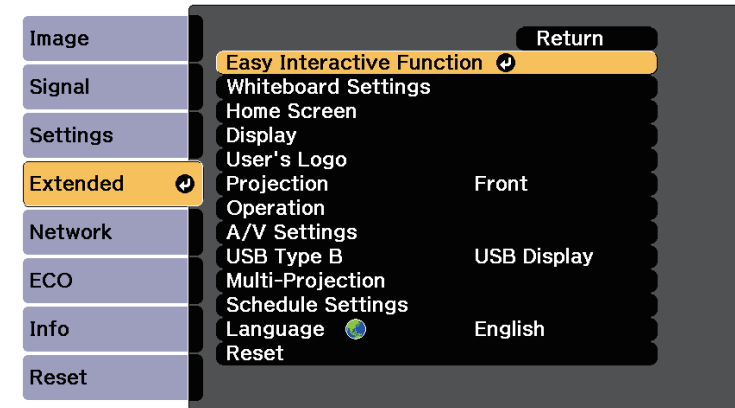 Image
Signal
Settings
Extended
Network
ECO
Info
Reset
Return
Easy Interactive Function
Whiteboard Settings
Home Screen
Display
User's Logo
Projection Front
Operation
A/V Settings
USB Type B USB Display
Multi-Projection
Schedule Settings
Language English
Reset